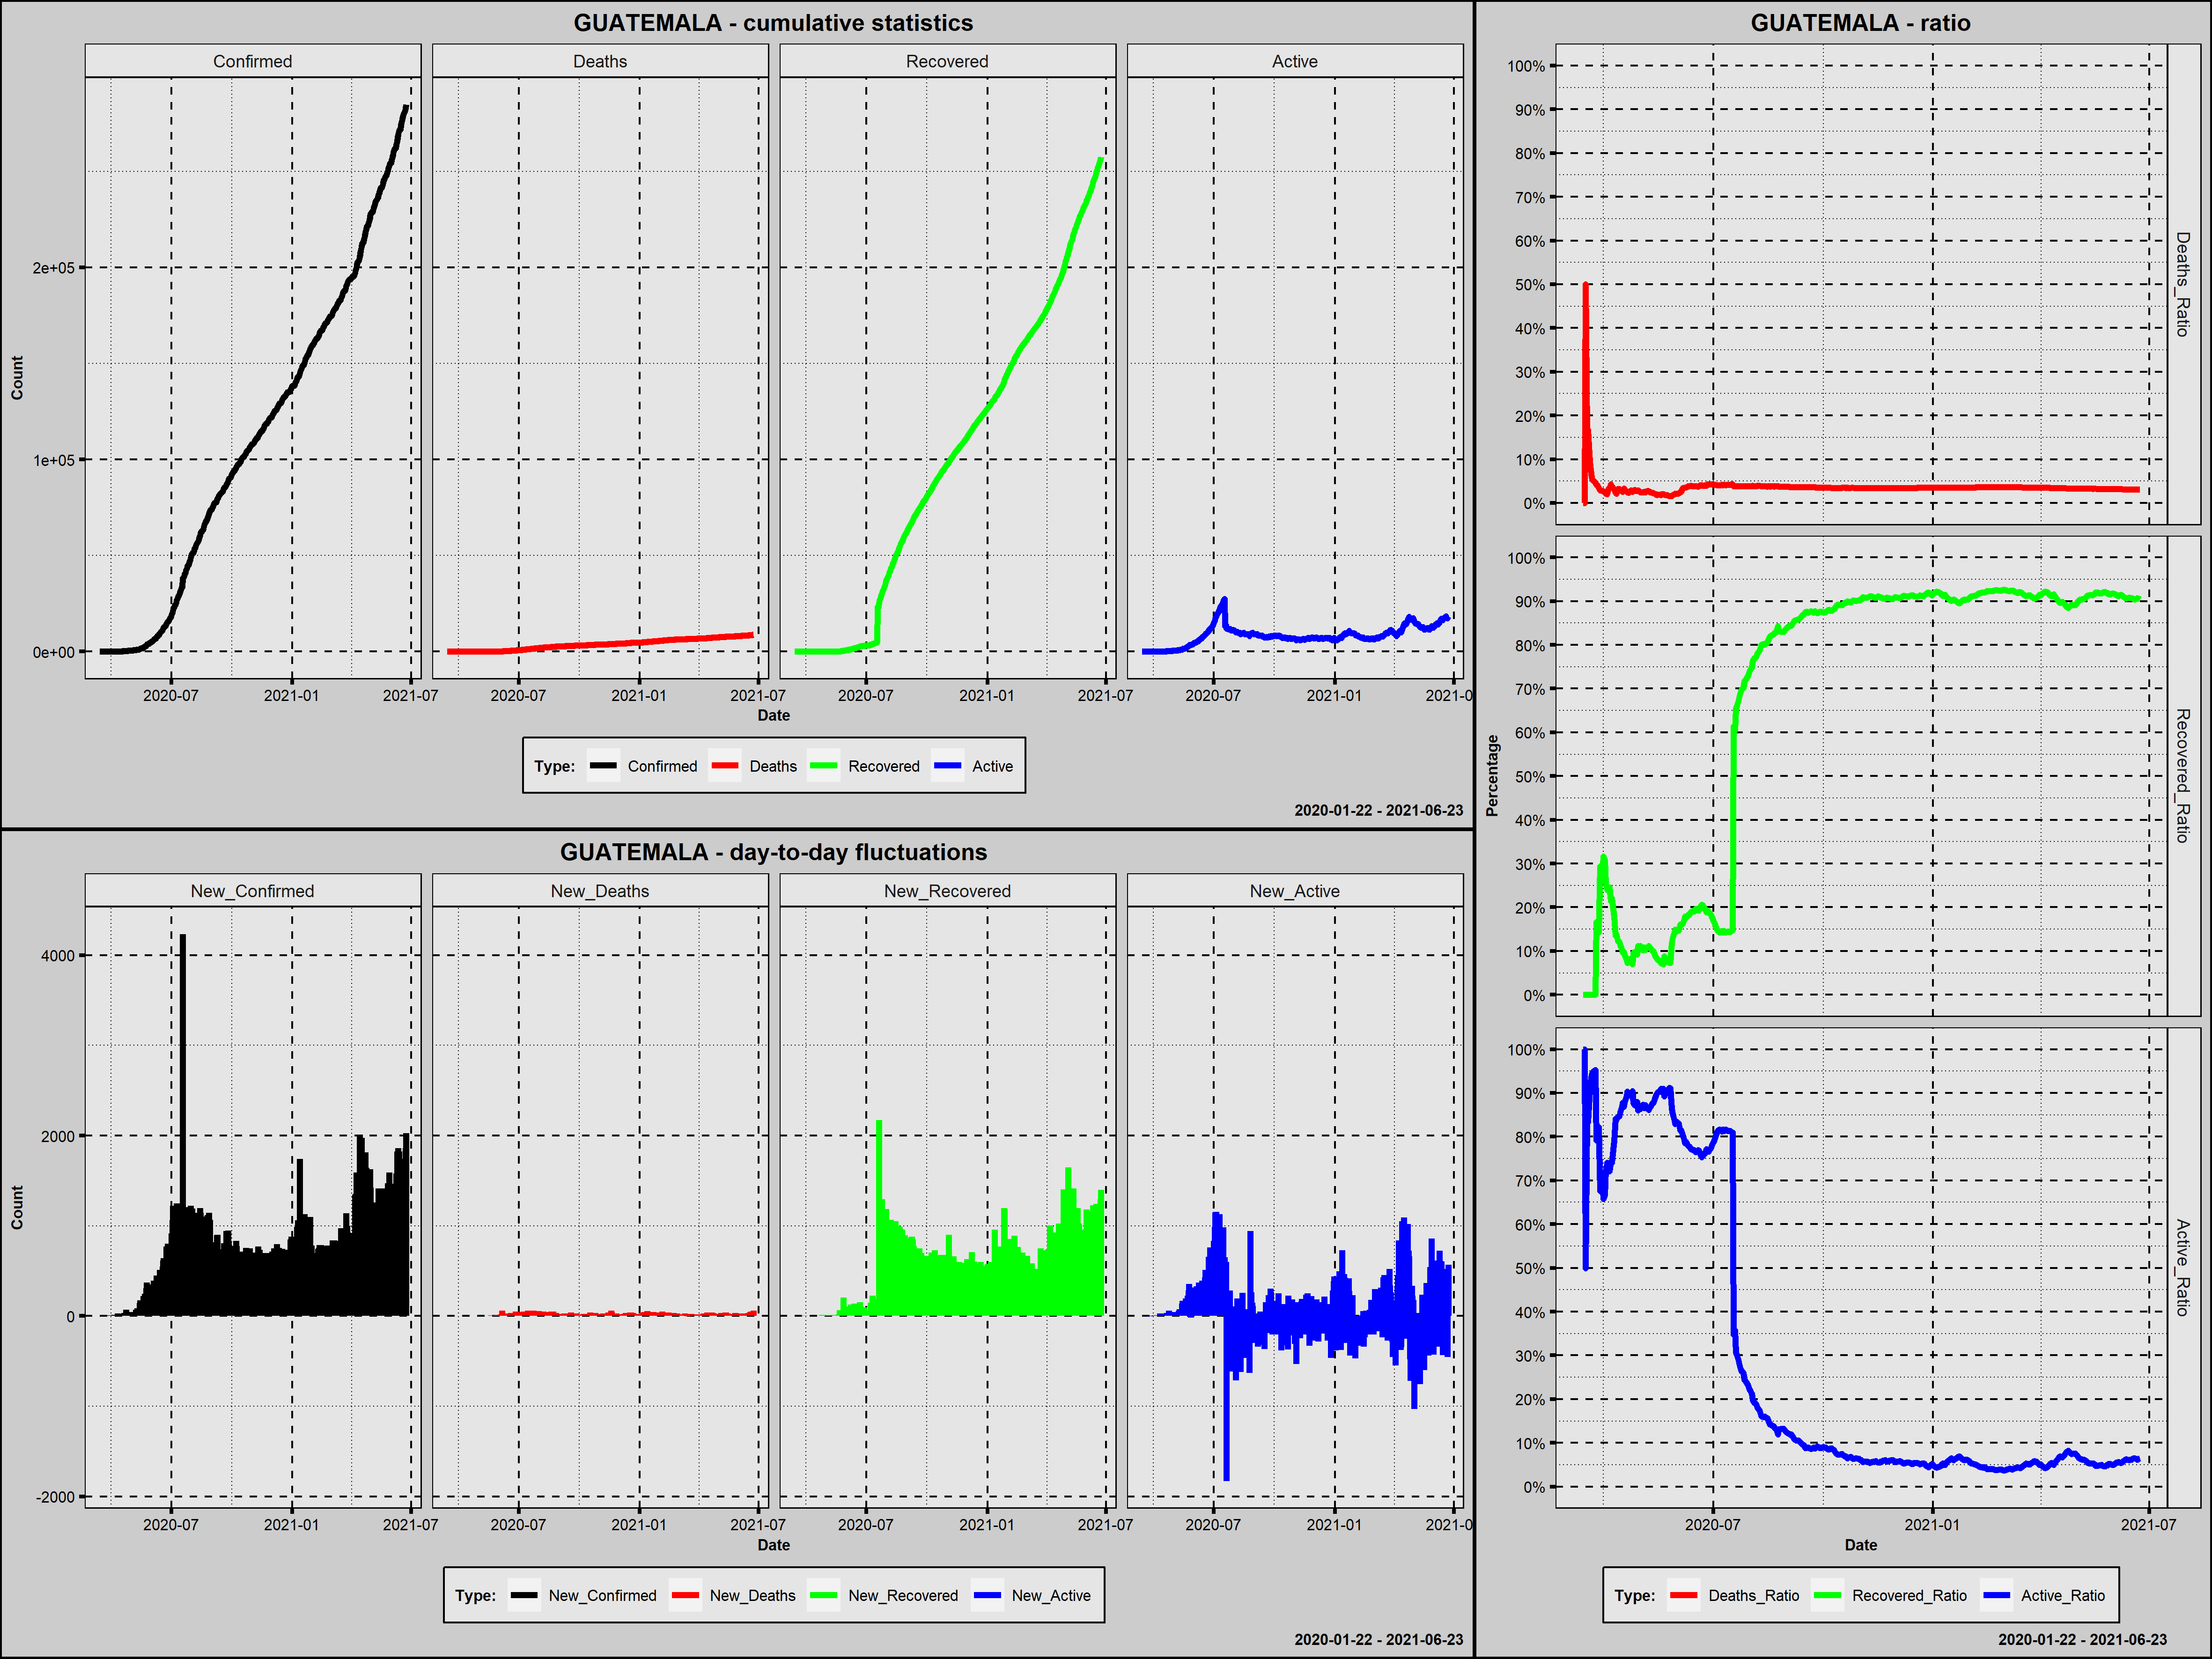 GUATEMALA - cumulative statistics
Confirmed Deaths Recovered Active
Count
2e+05
1e+05
0e+00
2020-07 2021-01 2021-07 2020-07 2021-01 2021-07 2020-07 2021-01 2021-07 2020-07 2021-01 2021-0
Date
Type: Confirmed Deaths Recovered Active
2020-01-22 - 2021-06-23
GUATEMALA - day-to-day fluctuations
New_Confirmed New_Deaths New_Recovered New_Active
Count
4000
2000
0
-2000
2020-07 2021-01 2021-07 2020-07 2021-01 2021-07 2020-07 2021-01 2021-07 2020-07 2021-01 2021-0
Date
Type: New_Confirmed New_Deaths New_Recovered New_Active
2020-01-22 - 2021-06-23
GUATEMALA - ratio
Percentage
100%
90%
80%
70%
60%
50%
40%
30%
20%
10%
0%
Deaths_Ratio
100%
90%
80%
70%
60%
50%
40%
30%
20%
10%
0%
Recovered_Ratio
100%
90%
80%
70%
60%
50%
40%
30%
20%
10%
0%
Active_Ratio
2020-07 2021-01 2021-07
Date
Type: Deaths_Ratio Recovered_Ratio Active_Ratio
2020-01-22 - 2021-06-23